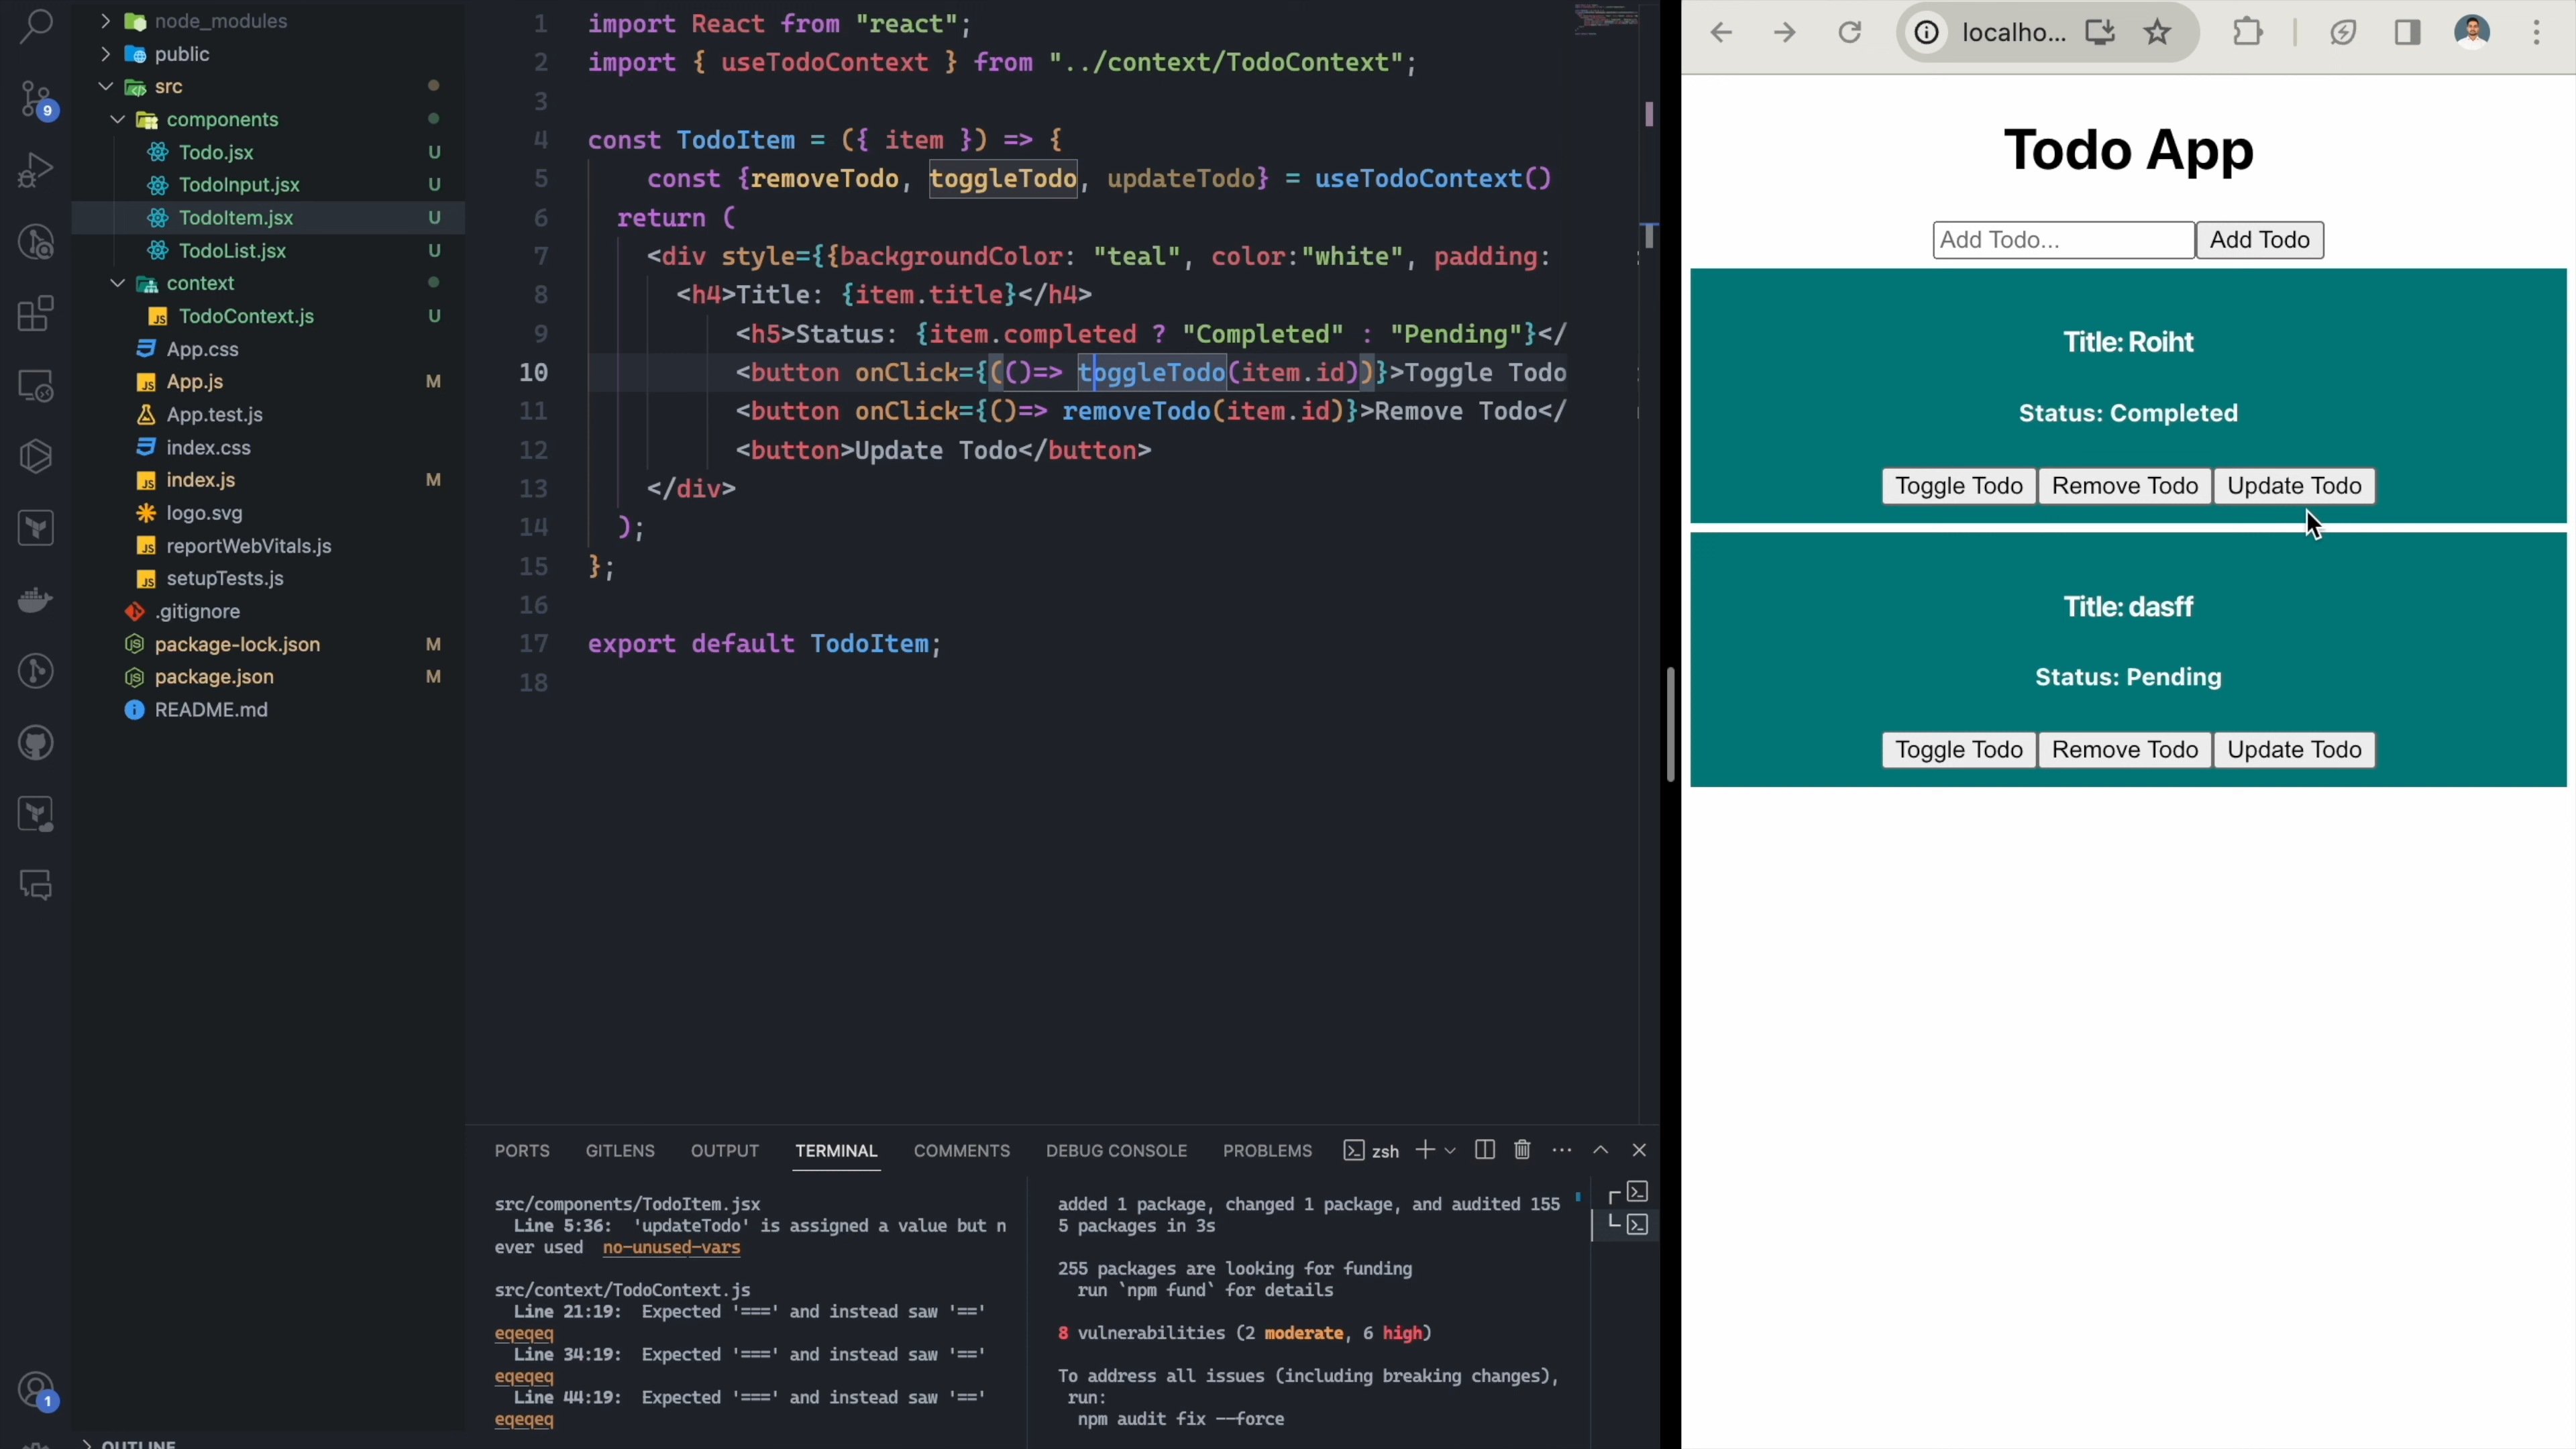 node_modules
public
src
components
Todo.jsx U
TodoInput.jsx U
TodoItem.jsx U
TodoList.jsx U
context
TodoContext.js U
App.css
App.js M
App.test.js
index.css
index.js M
logo.svg
reportWebVitals.js
setupTests.js
.gitignore
package-lock.json M
package.json M
README.md
OUTLINE
9
1
1 import React from "react";
2 import { useTodoContext } from "../context/TodoContext";
3
4 const TodoItem = ({ item }) => {
5 const {removeTodo, toggleTodo, updateTodo} = useTodoContext()
6 return (
7 <div style={{backgroundColor: "teal", color:"white", padding:
8 <h4>Title: {item.title}</h4>
9 <h5>Status: {item.completed ? "Completed" : "Pending"}</
10 <button onClick={(()=> toggleTodo(item.id))}>Toggle Todo
11 <button onClick={()=> removeTodo(item.id)}>Remove Todo</
12 <button>Update Todo</button>
13 </div>
14 );
15 };
16
17 export default TodoItem;
18
PORTS GITLENS OUTPUT TERMINAL COMMENTS DEBUG CONSOLE PROBLEMS zsh
src/components/TodoItem.jsx
Line 5:36: 'updateTodo' is assigned a value but n
ever used no-unused-vars
src/context/TodoContext.js
Line 21:19: Expected '===' and instead saw '=='
eqeqeq
Line 34:19: Expected '===' and instead saw '=='
eqeqeq
Line 44:19: Expected '===' and instead saw '=='
eqeqeq
added 1 package, changed 1 package, and audited 155
5 packages in 3s
255 packages are looking for funding
run `npm fund` for details
8 vulnerabilities (2 moderate, 6 high)
To address all issues (including breaking changes),
run:
npm audit fix --force
localho...
Todo App
Add Todo... Add Todo
Title: Roiht
Status: Completed
Toggle Todo Remove Todo Update Todo
Title: dasff
Status: Pending
Toggle Todo Remove Todo Update Todo